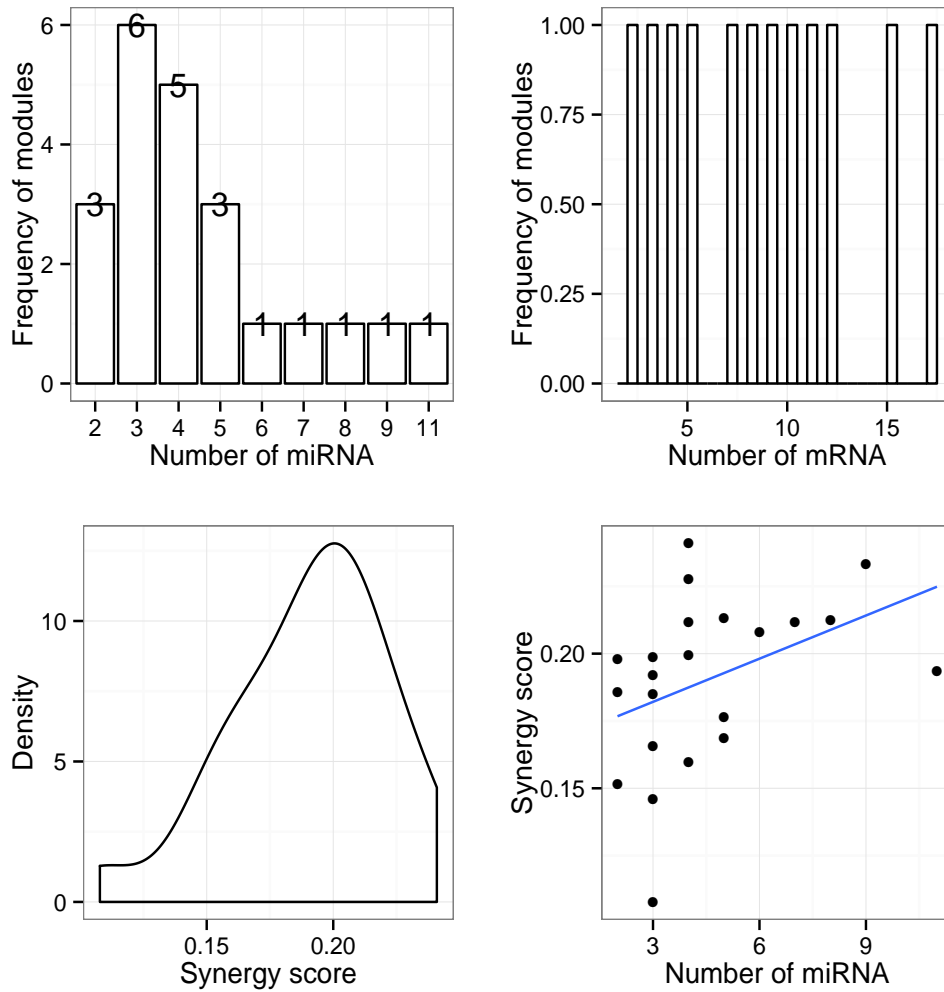 Frequency of modules
6
4
2
0
3
6
5
3
1
1
1
1
1
2 3 4 5 6 7 8 9 11
Number of miRNA
Frequency of modules
1.00
0.75
0.50
0.25
0.00
5 10 15
Number of mRNA
Density
10
5
0
0.15 0.20
Synergy score
Synergy score
0.20
0.15
3 6 9
Number of miRNA